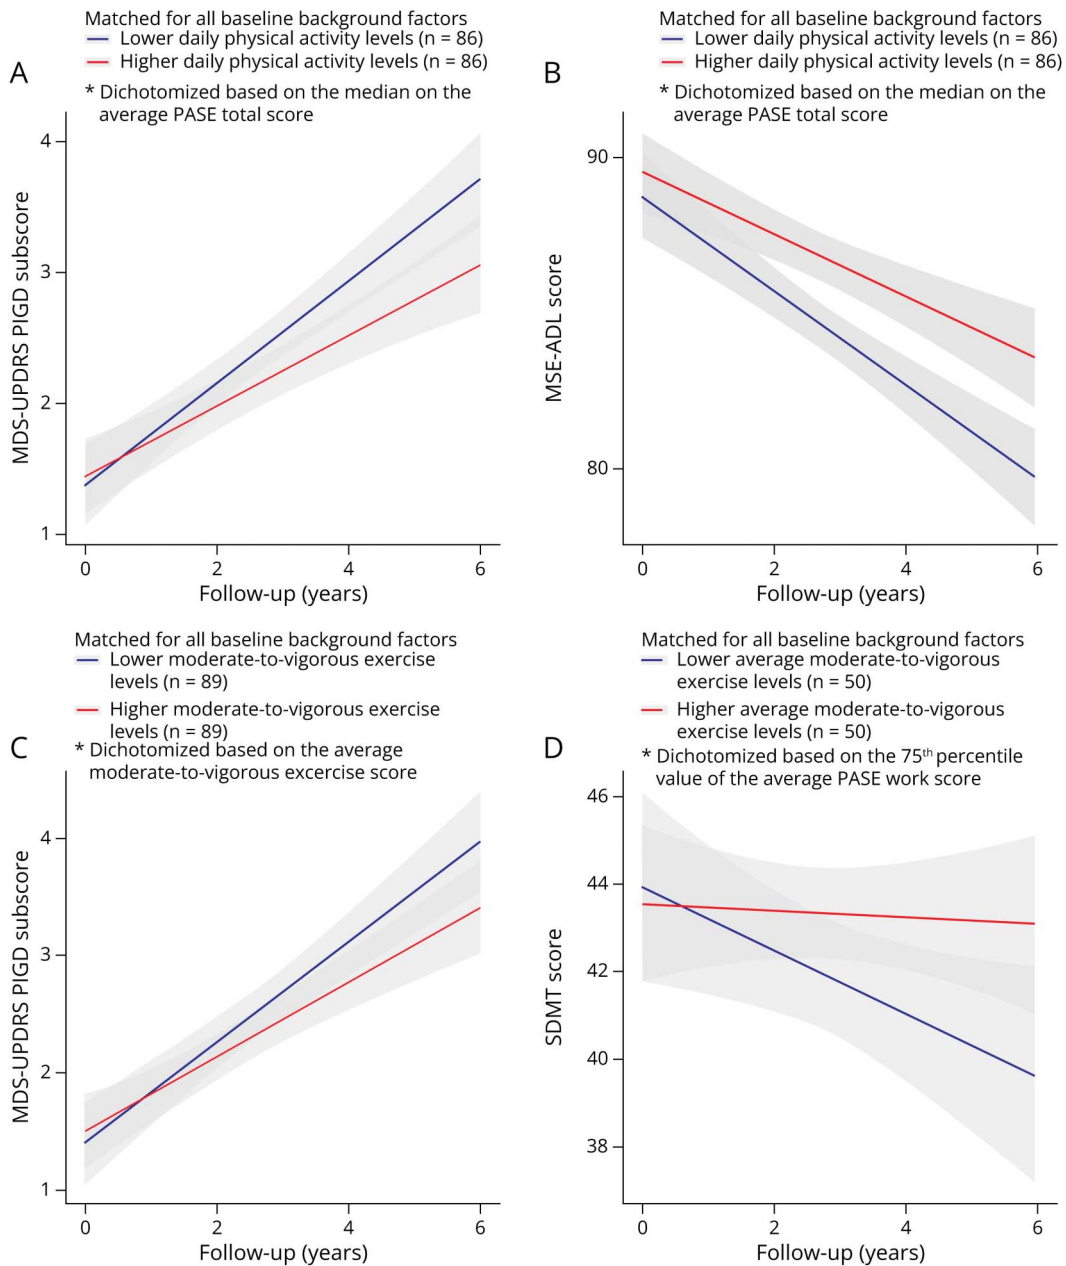 Matched for all baseline background factors
Lower daily physical activity levels (n = 86)
Higher daily physical activity levels (n = 86)
A
* Dichotomized based on the median on the
average PASE total score
MDS-UPDRS PIGD subscore
4
3
2
1
0 2 4 6
Follow-up (years)
Matched for all baseline background factors
Lower daily physical activity levels (n = 86)
Higher daily physical activity levels (n = 86)
B
* Dichotomized based on the median on the
average PASE total score
MSE-ADL score
90
80
0 2 4 6
Follow-up (years)
Matched for all baseline background factors
Lower moderate-to-vigorous exercise
levels (n = 89)
Higher moderate-to-vigorous exercise
levels (n = 89)
C
* Dichotomized based on the average
moderate-to-vigorous excercise score
MDS-UPDRS PIGD subscore
4
3
2
1
0 2 4 6
Follow-up (years)
Matched for all baseline background factors
Lower average moderate-to-vigorous
exercise levels (n = 50)
Higher average moderate-to-vigorous
exercise levels (n = 50)
D
* Dichotomized based on the 75th percentile
value of the average PASE work score
SDMT score
46
44
42
40
38
0 2 4 6
Follow-up (years)